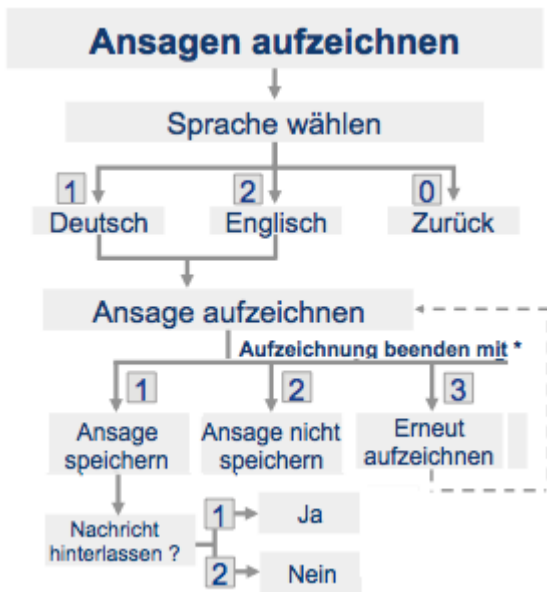 Ansagen aufzeichnen
Sprache wählen
1
2
0
Deutsch
Englisch
Zurück
Ansage aufzeichnen
Aufzeichnung beenden mit *
1
2
3
Ansage
speichern
Ansage nicht
speichern
Erneut
aufzeichnen
Nachricht
hinterlassen ?
1
Ja
2
Nein